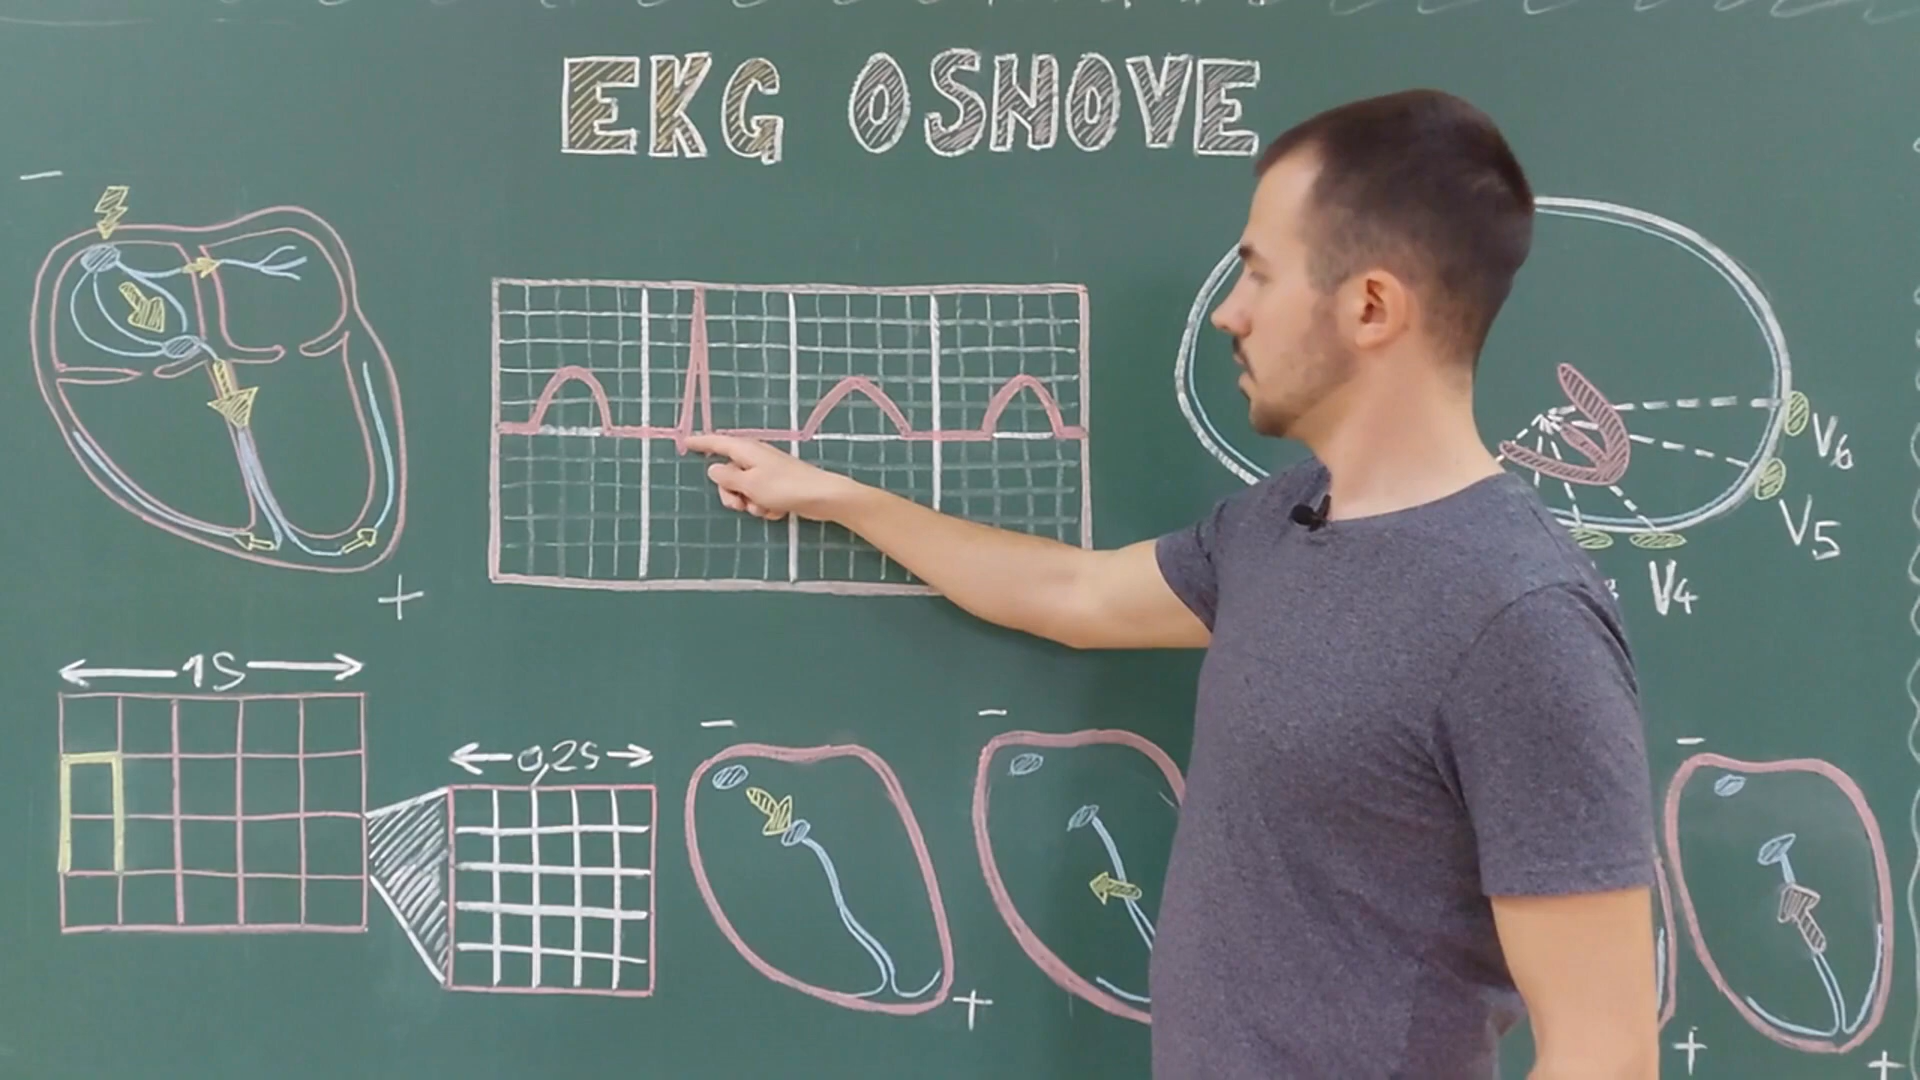 EKG OSNOVE
-
+
V6
V5
V4
1S
0,2S
-
-
-
+
+
+